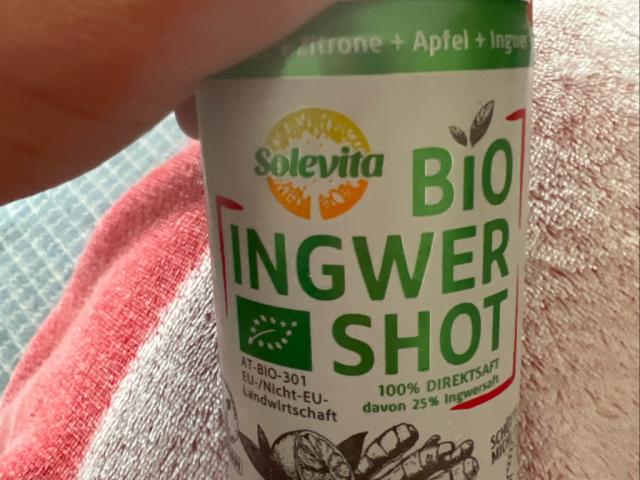 Zitrone + Apfel + Ingwer
Solevita
BIO
INGWER
SHOT
AT-BIO-301
EU-/Nicht-EU-
Landwirtschaft
100% DIREKTSAFT
davon 25% Ingwersaft